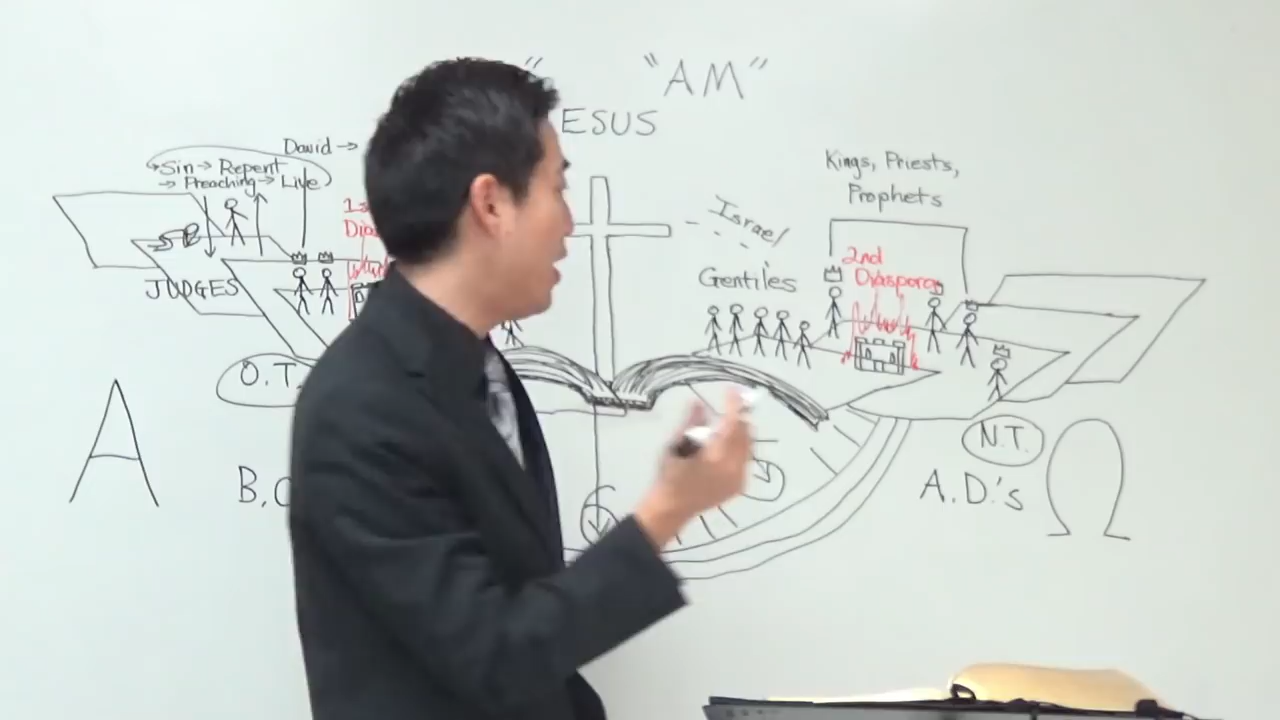 " "AM"
ESUS
David →
Sin → Repent
→ Preaching → Live
JUDGES
Kings, Priests,
Prophets
Israel
Gentiles
2nd
Diaspora
O.T.
N.T.
A
B.C
A.D.'s
Ω